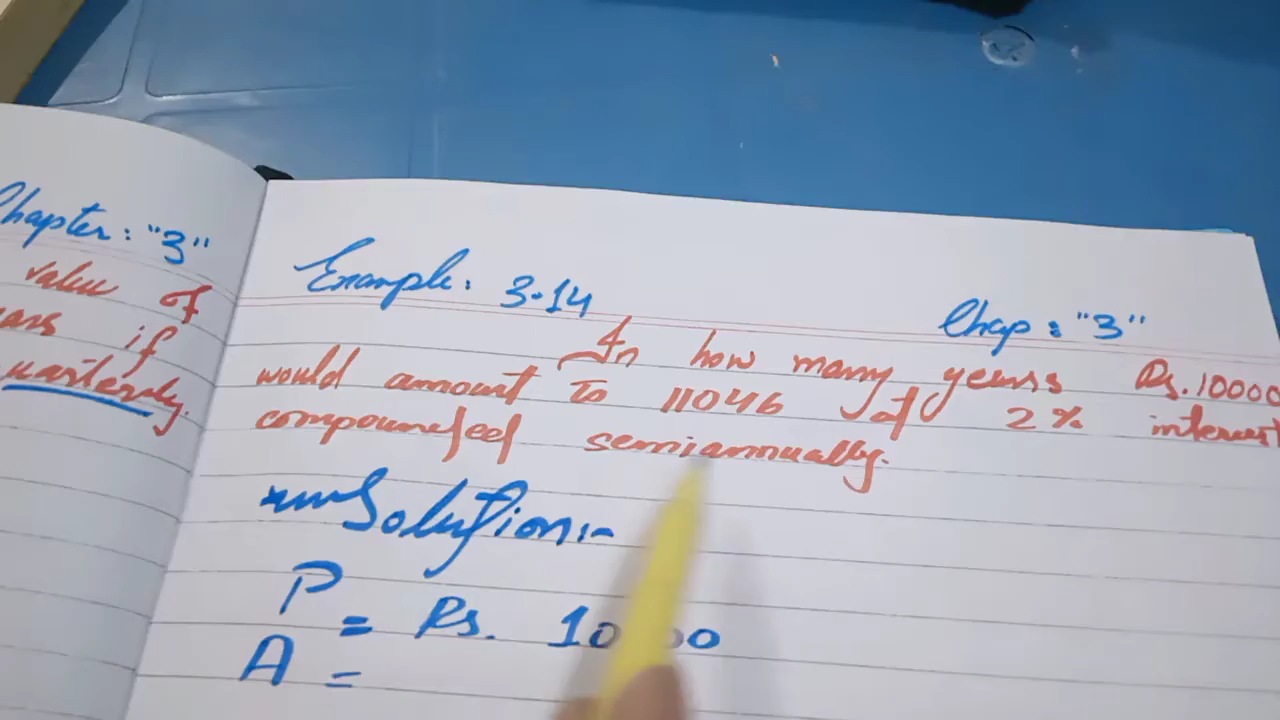 Chapter: "3"
value of
if
Example: 3.14
Chap: "3"
In how many years Rs. 10000
would amount to 11046 at 2% interest
compounded semiannually.
Solution:-
P = Rs. 10
A =